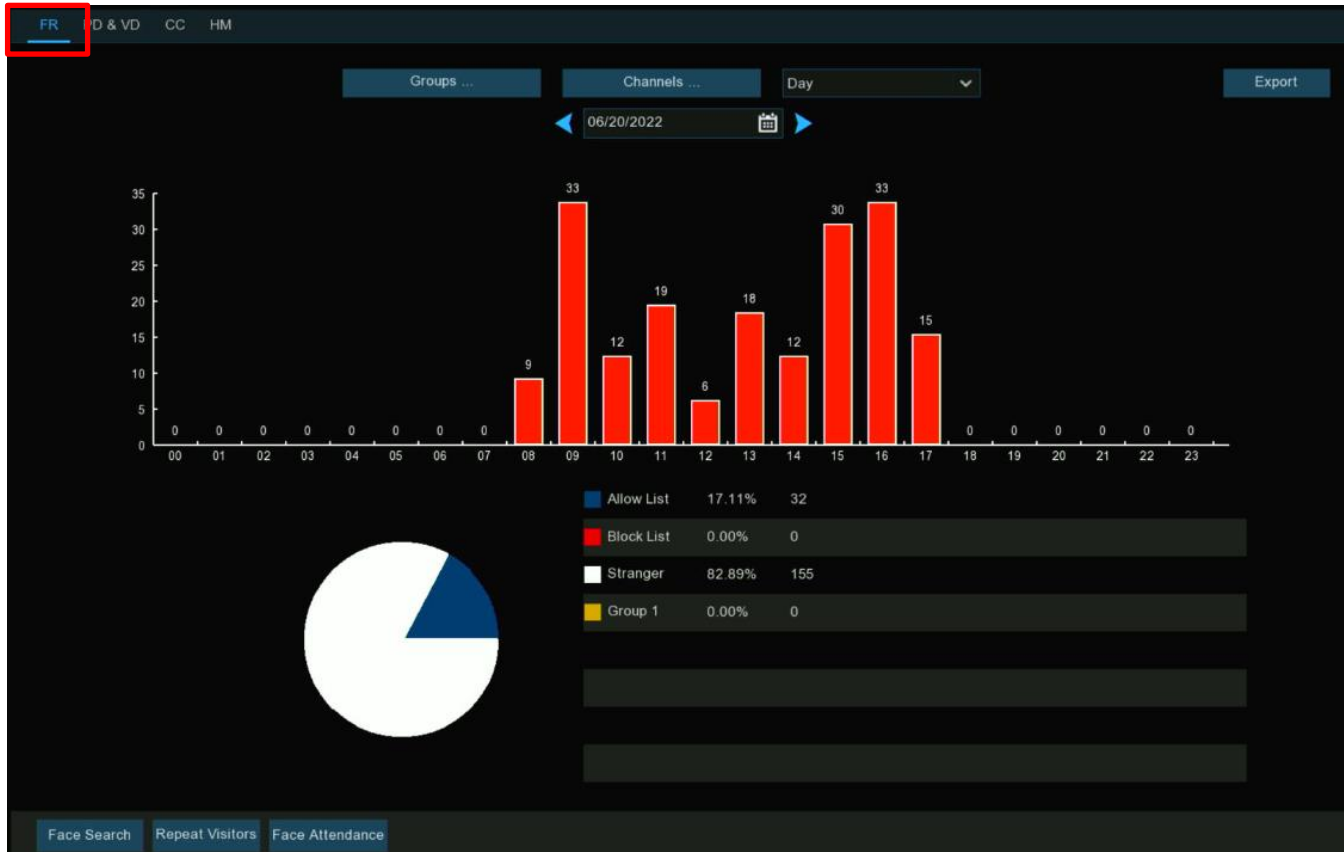 FR PD & VD CC HM
Groups ... Channels ... Day Export
06/20/2022
35
30
25
20
15
10
5
0
0 0 0 0 0 0 0 0 9 33 12 19 6 18 12 30 33 15 0 0 0 0 0 0
00 01 02 03 04 05 06 07 08 09 10 11 12 13 14 15 16 17 18 19 20 21 22 23
Allow List 17.11% 32
Block List 0.00% 0
Stranger 82.89% 155
Group 1 0.00% 0
Face Search Repeat Visitors Face Attendance